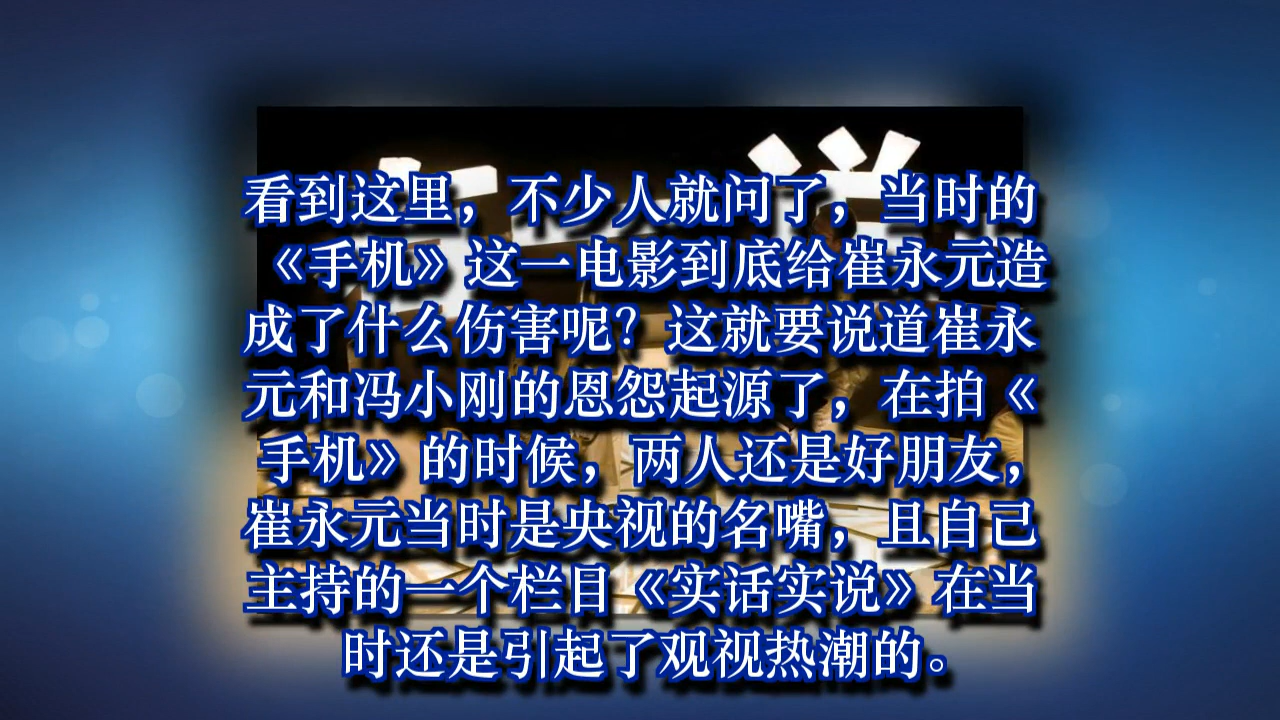 看到这里，不少人就问了，当时的
《手机》这一电影到底给崔永元造
成了什么伤害呢？这就要说道崔永
元和冯小刚的恩怨起源了，在拍《
手机》的时候，两人还是好朋友，
崔永元当时是央视的名嘴，且自己
主持的一个栏目《实话实说》在当
时还是引起了观视热潮的。